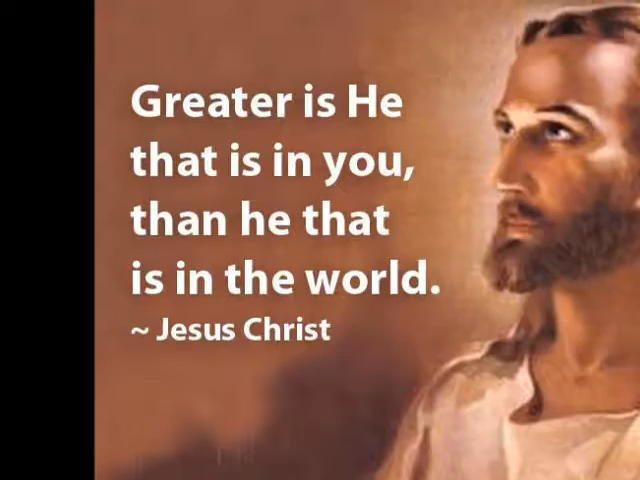 Greater is He
that is in you,
than he that
is in the world.
~ Jesus Christ